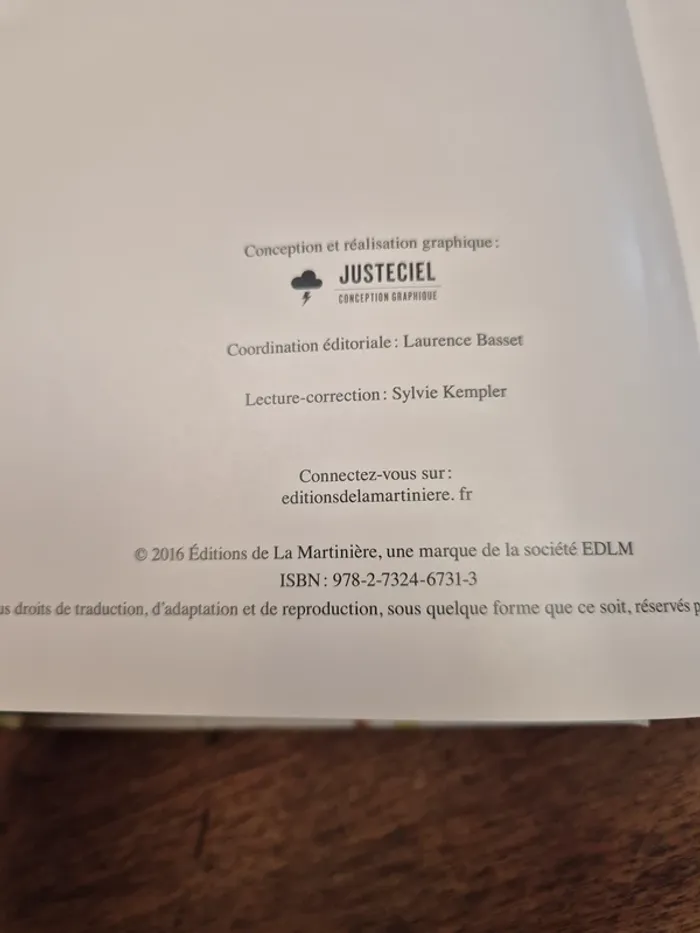 Conception et réalisation graphique :
JUSTECIEL
CONCEPTION GRAPHIQUE
Coordination éditoriale : Laurence Basset
Lecture-correction : Sylvie Kempler
Connectez-vous sur :
editionsdelamartiniere. fr
© 2016 Éditions de La Martinière, une marque de la société EDLM
ISBN : 978-2-7324-6731-3
droits de traduction, d'adaptation et de reproduction, sous quelque forme que ce soit, réservés